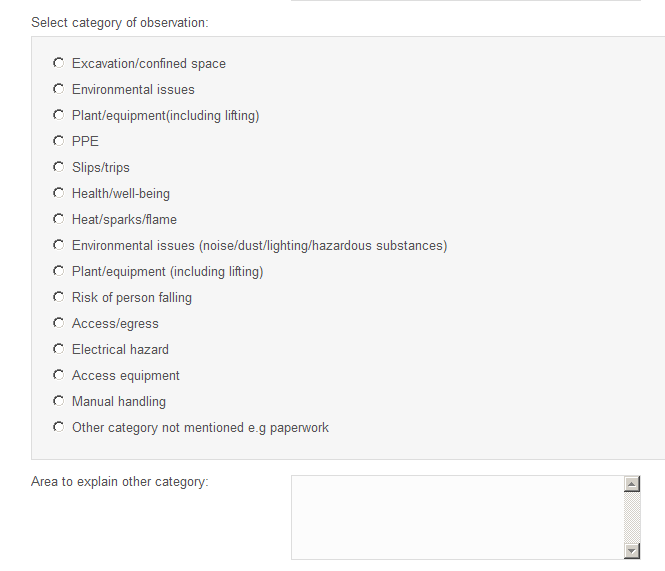 Select category of observation:
Excavation/confined space
Environmental issues
Plant/equipment(including lifting)
PPE
Slips/trips
Health/well-being
Heat/sparks/flame
Environmental issues (noise/dust/lighting/hazardous substances)
Plant/equipment (including lifting)
Risk of person falling
Access/egress
Electrical hazard
Access equipment
Manual handling
Other category not mentioned e.g paperwork
Area to explain other category: